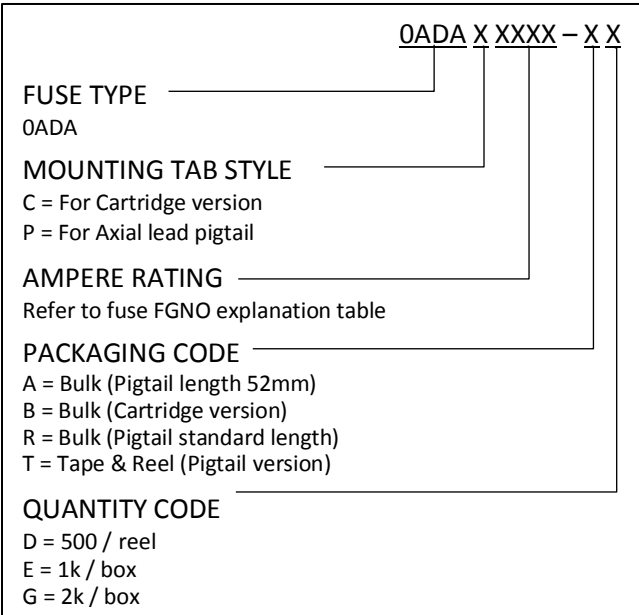 0ADA X XXXX – X X
FUSE TYPE
0ADA
MOUNTING TAB STYLE
C = For Cartridge version
P = For Axial lead pigtail
AMPERE RATING
Refer to fuse FGNO explanation table
PACKAGING CODE
A = Bulk (Pigtail length 52mm)
B = Bulk (Cartridge version)
R = Bulk (Pigtail standard length)
T = Tape & Reel (Pigtail version)
QUANTITY CODE
D = 500 / reel
E = 1k / box
G = 2k / box